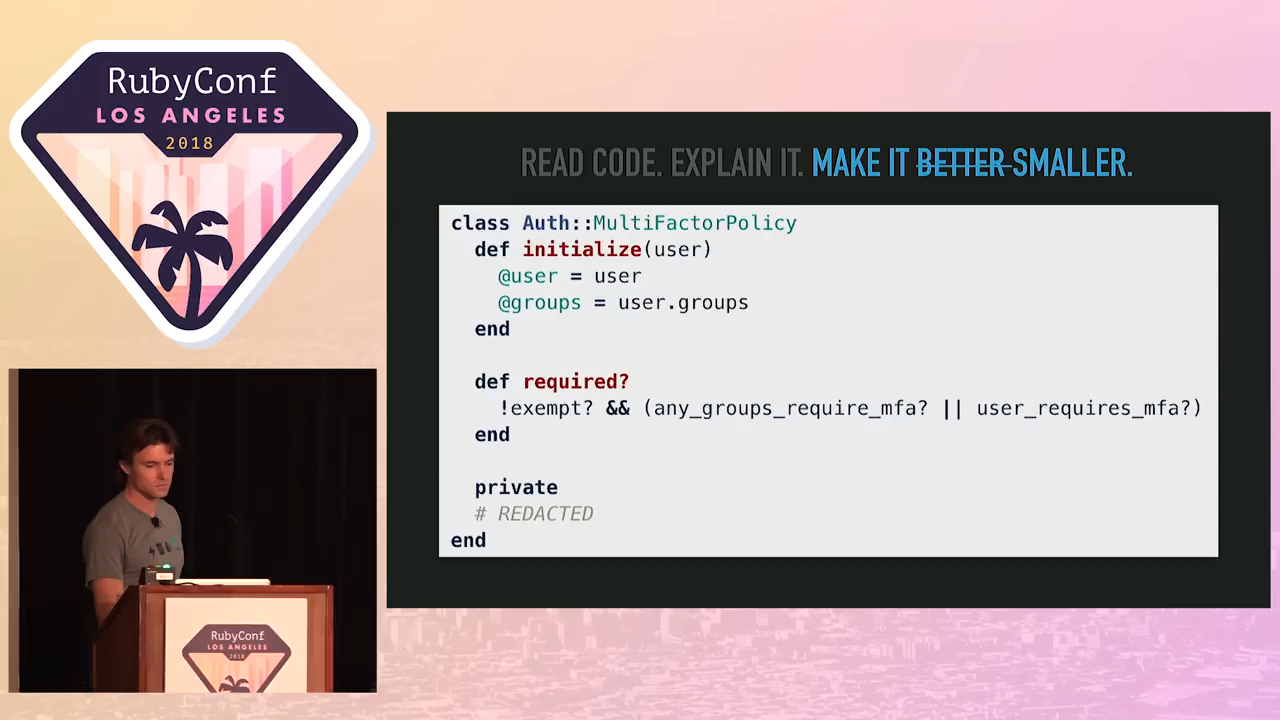 RubyConf
LOS ANGELES
2018
READ CODE. EXPLAIN IT. MAKE IT BETTER SMALLER.
class Auth::MultiFactorPolicy
  def initialize(user)
    @user = user
    @groups = user.groups
  end
  def required?
    !exempt? && (any_groups_require_mfa? || user_requires_mfa?)
  end
  private
  # REDACTED
end
RubyConf
LOS ANGELES
2018